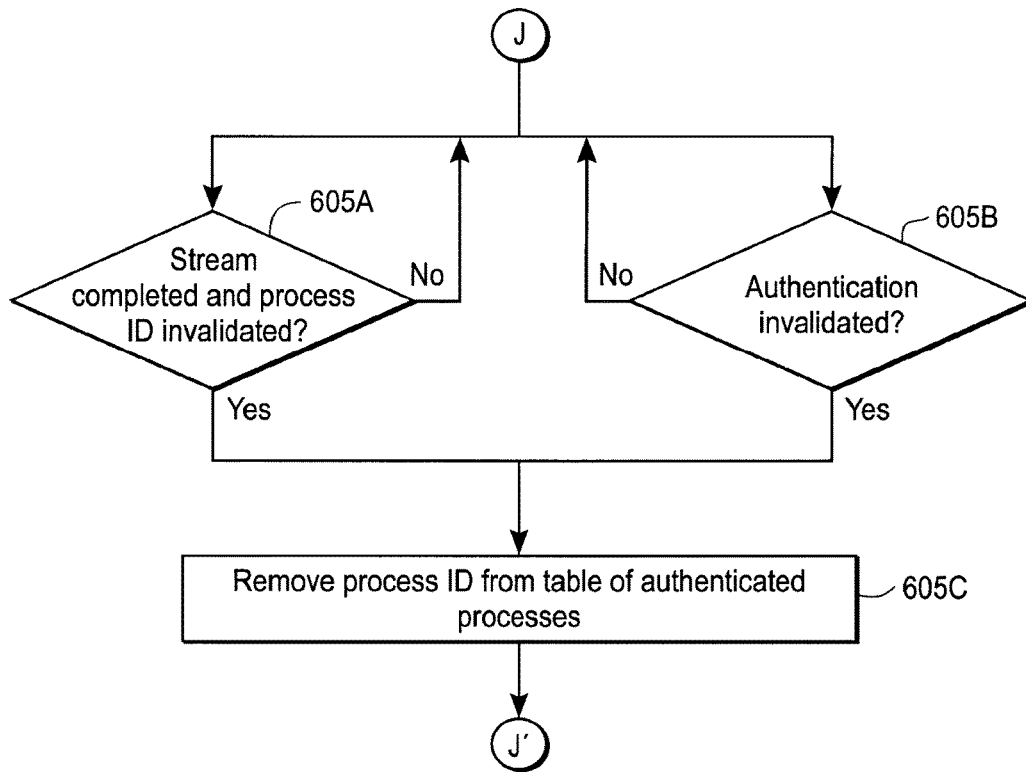 J
605A
605B
Stream
completed and process
ID invalidated?
No
No
Authentication
invalidated?
Yes
Yes
Remove process ID from table of authenticated
processes
605C
J′